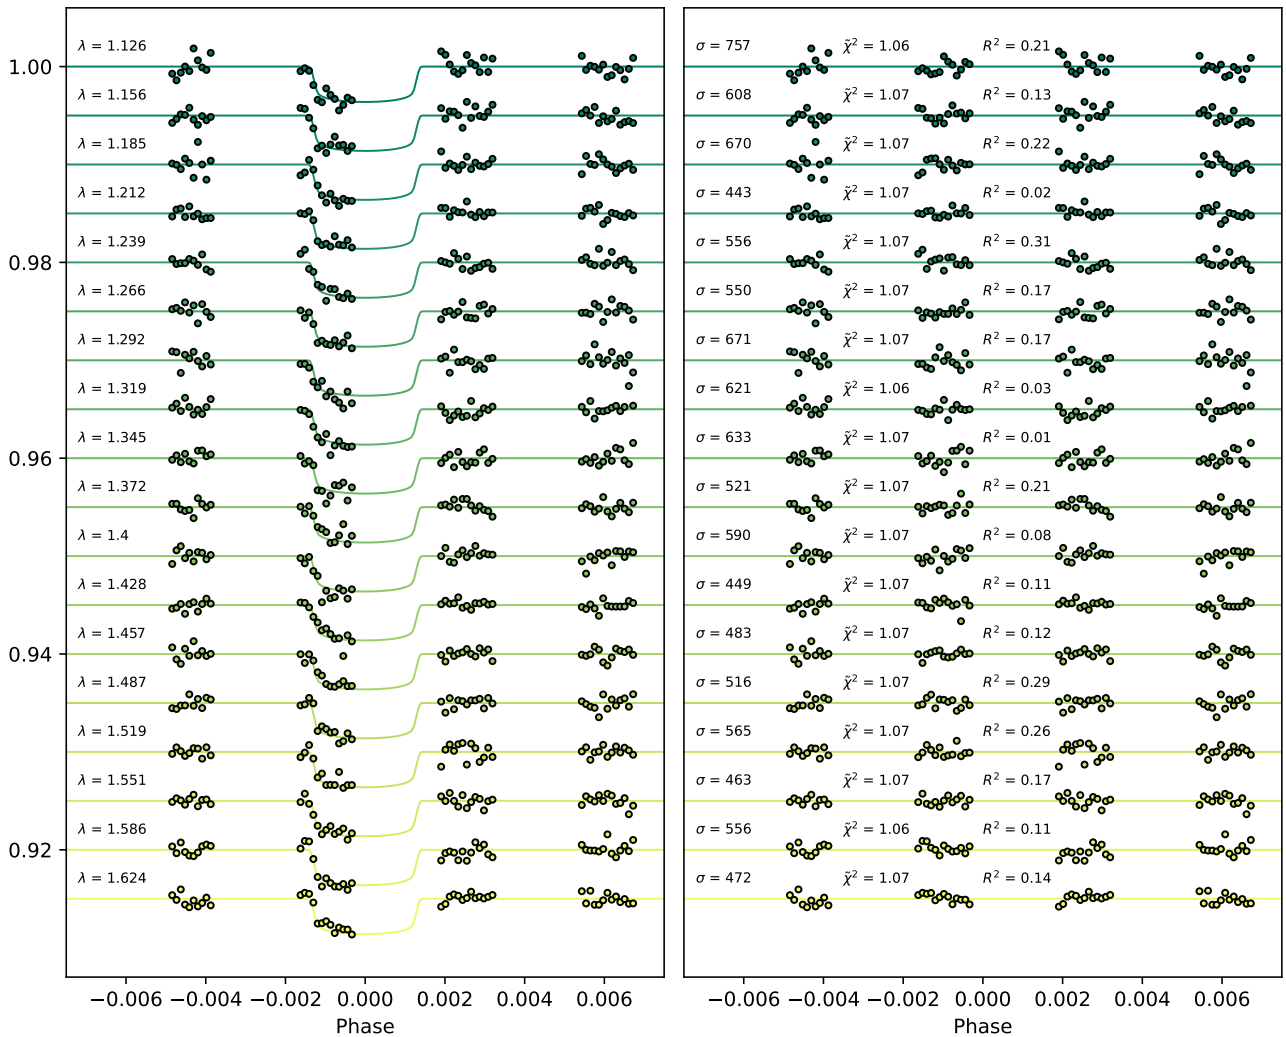 λ = 1.126 σ = 757 χ̃² = 1.06 R² = 0.21
1.00
λ = 1.156 σ = 608 χ̃² = 1.07 R² = 0.13
λ = 1.185 σ = 670 χ̃² = 1.07 R² = 0.22
λ = 1.212 σ = 443 χ̃² = 1.07 R² = 0.02
λ = 1.239 σ = 556 χ̃² = 1.07 R² = 0.31
0.98
λ = 1.266 σ = 550 χ̃² = 1.07 R² = 0.17
λ = 1.292 σ = 671 χ̃² = 1.07 R² = 0.17
λ = 1.319 σ = 621 χ̃² = 1.06 R² = 0.03
λ = 1.345 σ = 633 χ̃² = 1.07 R² = 0.01
0.96
λ = 1.372 σ = 521 χ̃² = 1.07 R² = 0.21
λ = 1.4 σ = 590 χ̃² = 1.07 R² = 0.08
λ = 1.428 σ = 449 χ̃² = 1.07 R² = 0.11
λ = 1.457 σ = 483 χ̃² = 1.07 R² = 0.12
0.94
λ = 1.487 σ = 516 χ̃² = 1.07 R² = 0.29
λ = 1.519 σ = 565 χ̃² = 1.07 R² = 0.26
λ = 1.551 σ = 463 χ̃² = 1.07 R² = 0.17
λ = 1.586 σ = 556 χ̃² = 1.06 R² = 0.11
0.92
λ = 1.624 σ = 472 χ̃² = 1.07 R² = 0.14
−0.006 −0.004 −0.002 0.000 0.002 0.004 0.006 −0.006 −0.004 −0.002 0.000 0.002 0.004 0.006
Phase Phase